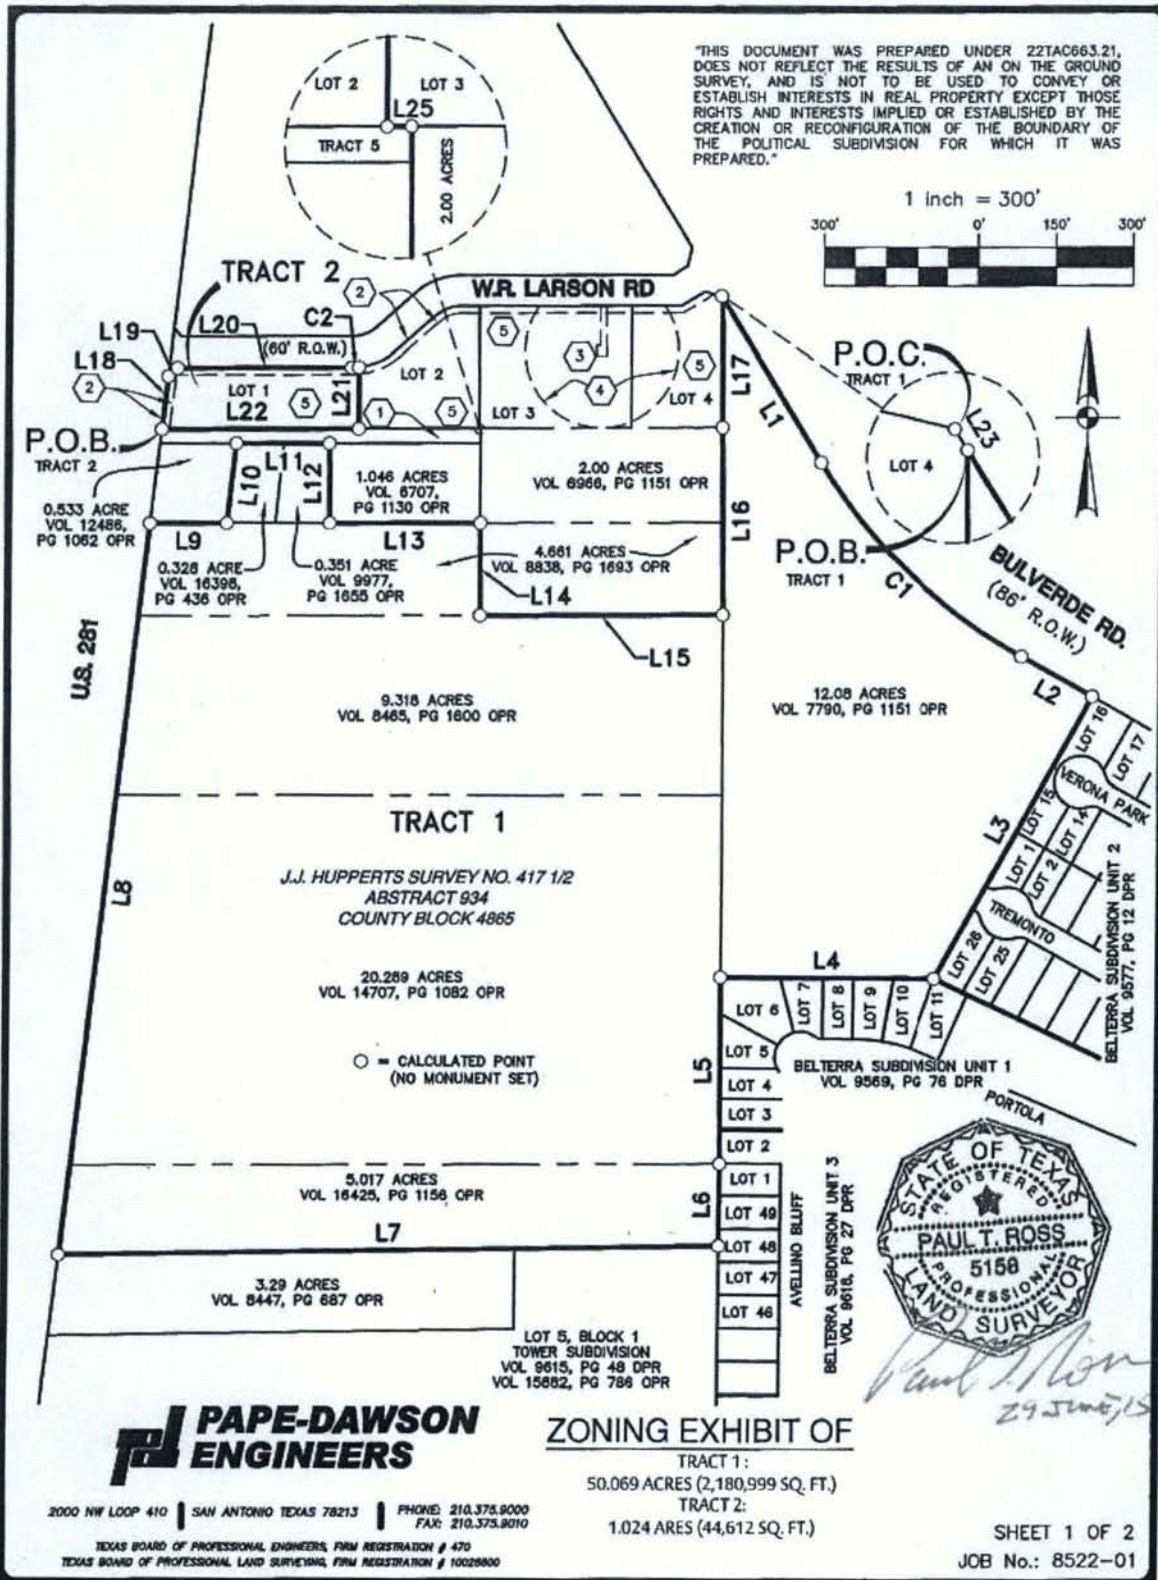 "THIS DOCUMENT WAS PREPARED UNDER 22TAC663.21,
DOES NOT REFLECT THE RESULTS OF AN ON THE GROUND
SURVEY, AND IS NOT TO BE USED TO CONVEY OR
ESTABLISH INTERESTS IN REAL PROPERTY EXCEPT THOSE
RIGHTS AND INTERESTS IMPLIED OR ESTABLISHED BY THE
CREATION OR RECONFIGURATION OF THE BOUNDARY OF
THE POLITICAL SUBDIVISION FOR WHICH IT WAS
PREPARED."
1 inch = 300'
300' 0' 150' 300'
LOT 2
LOT 3
L25
TRACT 5
2.00 ACRES
TRACT 2
2
W.R. LARSON RD
L19
L20
C2
(60' R.O.W.)
L18
2
LOT 1
L22
5
L21
LOT 2
1
5
5
3
4
5
LOT 3
LOT 4
L17
L1
P.O.C.
TRACT 1
L23
LOT 4
P.O.B.
TRACT 1
P.O.B.
TRACT 2
L10
L11
L12
1.046 ACRES
VOL 6707,
PG 1130 OPR
2.00 ACRES
VOL 6966, PG 1151 OPR
L16
0.533 ACRE
VOL 12486,
PG 1062 OPR
L9
L13
0.328 ACRE
VOL 16396,
PG 436 OPR
0.351 ACRE
VOL 9977,
PG 1655 OPR
4.661 ACRES
VOL 8838, PG 1693 OPR
L14
L15
C1
BULVERDE RD.
(86' R.O.W.)
L2
U.S. 281
9.318 ACRES
VOL 8465, PG 1600 OPR
12.08 ACRES
VOL 7790, PG 1151 OPR
LOT 16
LOT 17
VERONA PARK
LOT 15
LOT 14
L3
LOT 1
LOT 2
TREMONTO
LOT 26
LOT 25
BELTERRA SUBDIVISION UNIT 2
VOL 9577, PG 12 DPR
TRACT 1
J.J. HUPPERTS SURVEY NO. 417 1/2
ABSTRACT 934
COUNTY BLOCK 4865
L8
20.289 ACRES
VOL 14707, PG 1082 OPR
= CALCULATED POINT
(NO MONUMENT SET)
L4
LOT 6
LOT 7
LOT 8
LOT 9
LOT 10
LOT 11
LOT 5
L5
BELTERRA SUBDIVISION UNIT 1
VOL 9569, PG 76 DPR
LOT 4
LOT 3
LOT 2
PORTOLA
5.017 ACRES
VOL 16425, PG 1156 OPR
L6
LOT 1
LOT 49
LOT 48
LOT 47
LOT 46
AVELLINO BLUFF
BELTERRA SUBDIVISION UNIT 3
VOL 9618, PG 27 DPR
L7
3.29 ACRES
VOL 8447, PG 687 OPR
LOT 5, BLOCK 1
TOWER SUBDIVISION
VOL 9615, PG 48 DPR
VOL 15882, PG 786 OPR
STATE OF TEXAS
REGISTERED
PAUL T. ROSS
5158
PROFESSIONAL
LAND SURVEYOR
29 JUNE, 15
PAPE-DAWSON
ENGINEERS
2000 NW LOOP 410 SAN ANTONIO TEXAS 78213 PHONE: 210.375.9000
FAX: 210.375.9010
TEXAS BOARD OF PROFESSIONAL ENGINEERS, FIRM REGISTRATION # 470
TEXAS BOARD OF PROFESSIONAL LAND SURVEYING, FIRM REGISTRATION # 10028800
ZONING EXHIBIT OF
TRACT 1:
50.069 ACRES (2,180,999 SQ. FT.)
TRACT 2:
1.024 ARES (44,612 SQ. FT.)
SHEET 1 OF 2
JOB No.: 8522-01